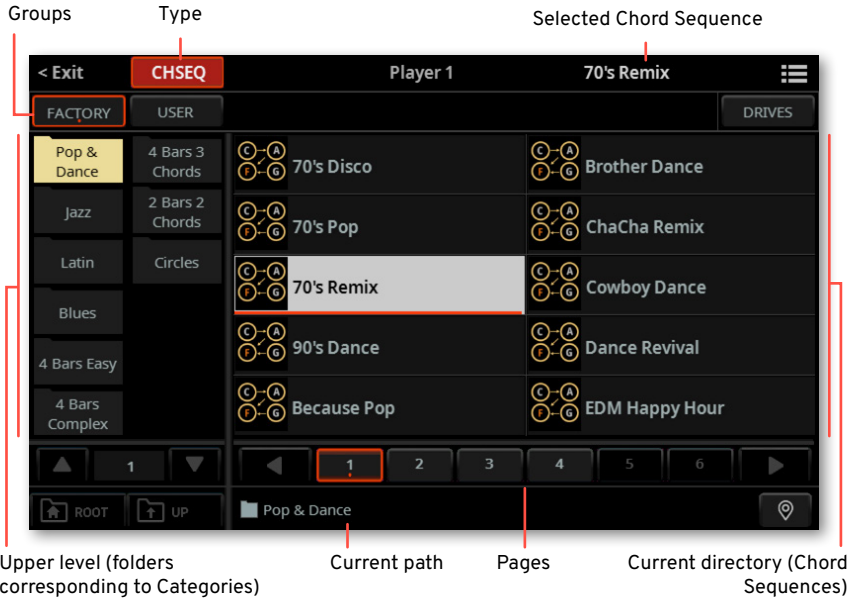 Groups
Type
Selected Chord Sequence
< Exit
CHSEQ
Player 1
70's Remix
FACTORY
USER
DRIVES
Pop &
Dance
4 Bars 3
Chords
Jazz
2 Bars 2
Chords
Latin
Circles
Blues
4 Bars Easy
4 Bars
Complex
C A
F G
70's Disco
C A
F G
Brother Dance
C A
F G
70's Pop
C A
F G
ChaCha Remix
C A
F G
70's Remix
C A
F G
Cowboy Dance
C A
F G
90's Dance
C A
F G
Dance Revival
C A
F G
Because Pop
C A
F G
EDM Happy Hour
1
1
2
3
4
5
6
ROOT
UP
Pop & Dance
Upper level (folders
corresponding to Categories)
Current path
Pages
Current directory (Chord
Sequences)